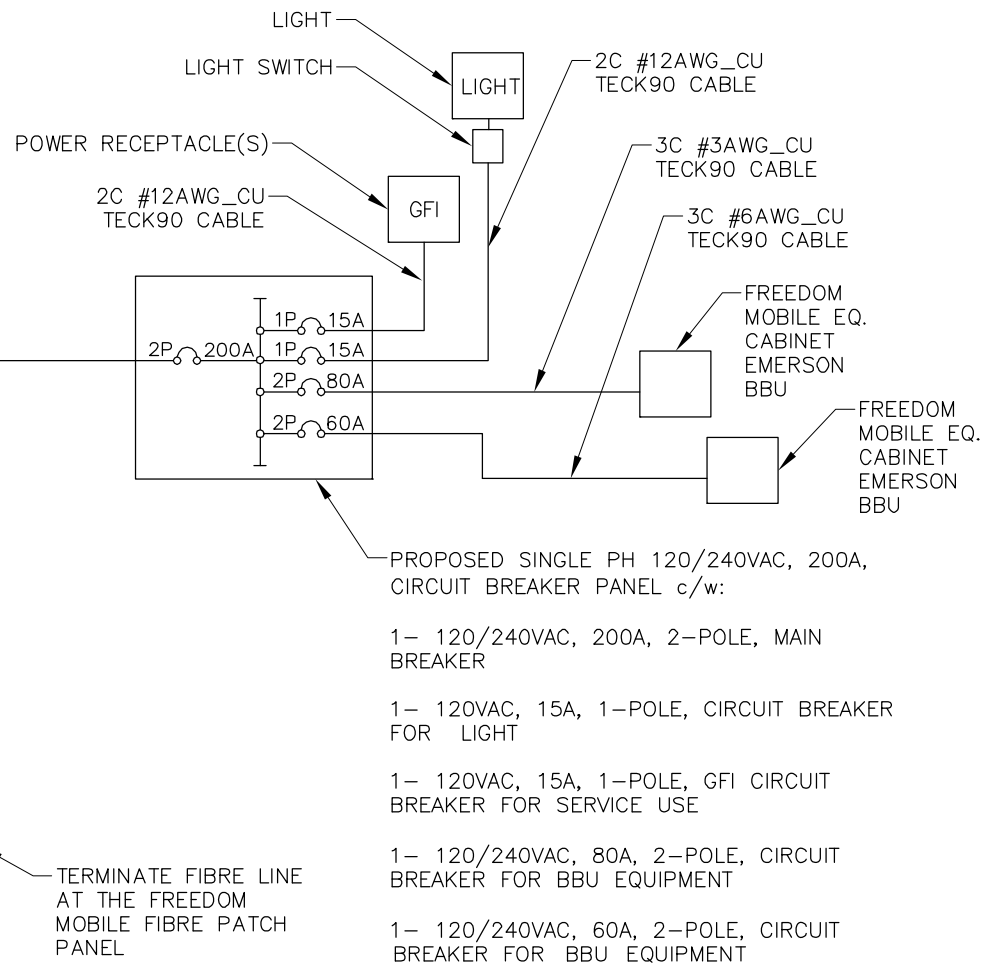 LIGHT
LIGHT SWITCH
LIGHT
2C #12AWG_CU
TECK90 CABLE
POWER RECEPTACLE(S)
3C #3AWG_CU
TECK90 CABLE
2C #12AWG_CU
TECK90 CABLE
GFI
3C #6AWG_CU
TECK90 CABLE
1P 15A
2P 200A
1P 15A
2P 80A
2P 60A
FREEDOM
MOBILE EQ.
CABINET
EMERSON
BBU
FREEDOM
MOBILE EQ.
CABINET
EMERSON
BBU
PROPOSED SINGLE PH 120/240VAC, 200A,
CIRCUIT BREAKER PANEL c/w:
1- 120/240VAC, 200A, 2-POLE, MAIN
BREAKER
1- 120VAC, 15A, 1-POLE, CIRCUIT BREAKER
FOR LIGHT
1- 120VAC, 15A, 1-POLE, GFI CIRCUIT
BREAKER FOR SERVICE USE
1- 120/240VAC, 80A, 2-POLE, CIRCUIT
BREAKER FOR BBU EQUIPMENT
1- 120/240VAC, 60A, 2-POLE, CIRCUIT
BREAKER FOR BBU EQUIPMENT
TERMINATE FIBRE LINE
AT THE FREEDOM
MOBILE FIBRE PATCH
PANEL